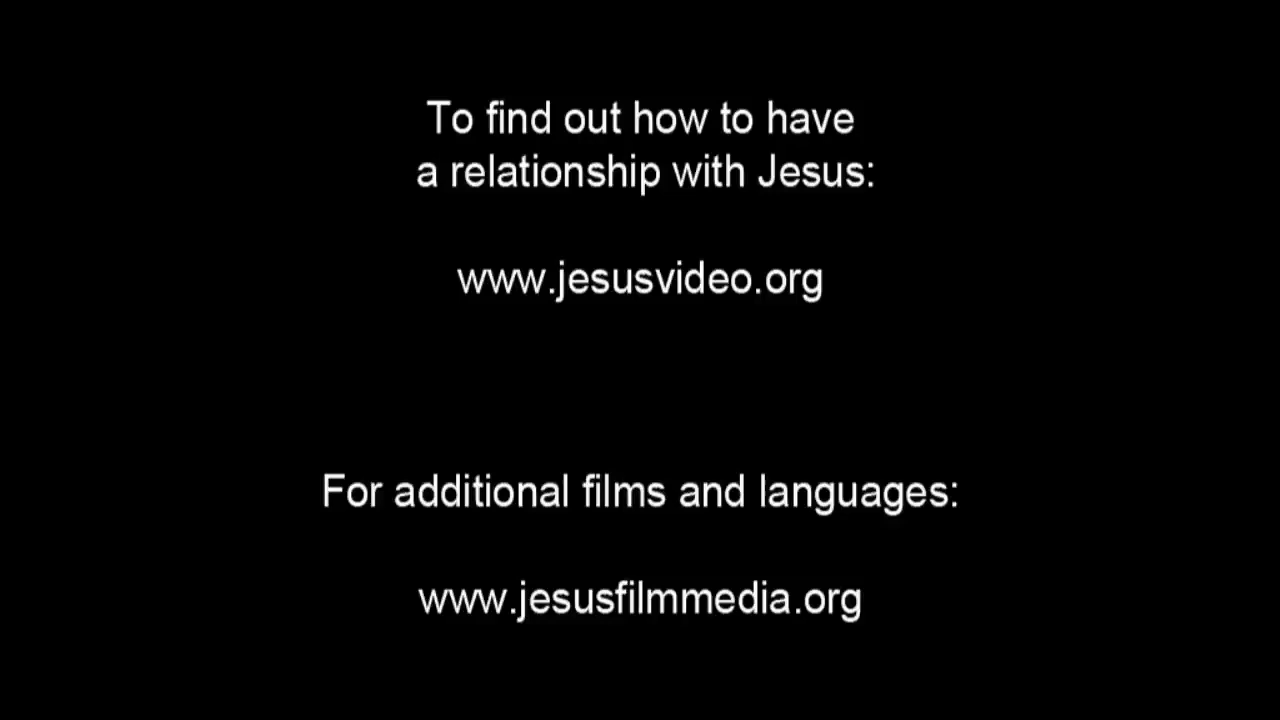 To find out how to have
a relationship with Jesus:
www.jesusvideo.org
For additional films and languages:
www.jesusfilmmedia.org